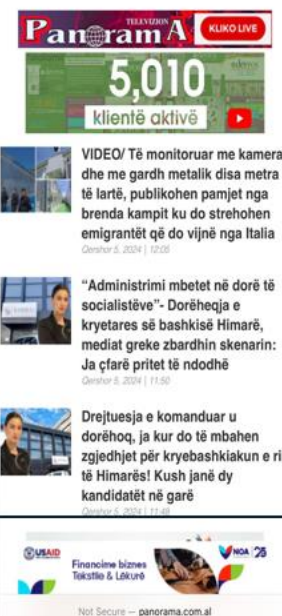 TELEVIZION
PanoramA
KLIKO LIVE
5,010
klientë aktivë
VIDEO/ Të monitoruar me kamera
dhe me gardh metalik disa metra
të lartë, publikohen pamjet nga
brenda kampit ku do strehohen
emigrantët që do vijnë nga Italia
Qershor 5, 2024 | 12:05
“Administrimi mbetet në dorë të
socialistëve”- Dorëheqja e
kryetares së bashkisë Himarë,
mediat greke zbardhin skenarin:
Ja çfarë pritet të ndodhë
Qershor 5, 2024 | 11:50
Drejtuesja e komanduar u
dorëhoq, ja kur do të mbahen
zgjedhjet për kryebashkiakun e ri
të Himarës! Kush janë dy
kandidatët në garë
Qershor 5, 2024 | 11:48
USAID
Financime biznes
Tekstile & Lëkurë
NOA 25
Not Secure — panorama.com.al